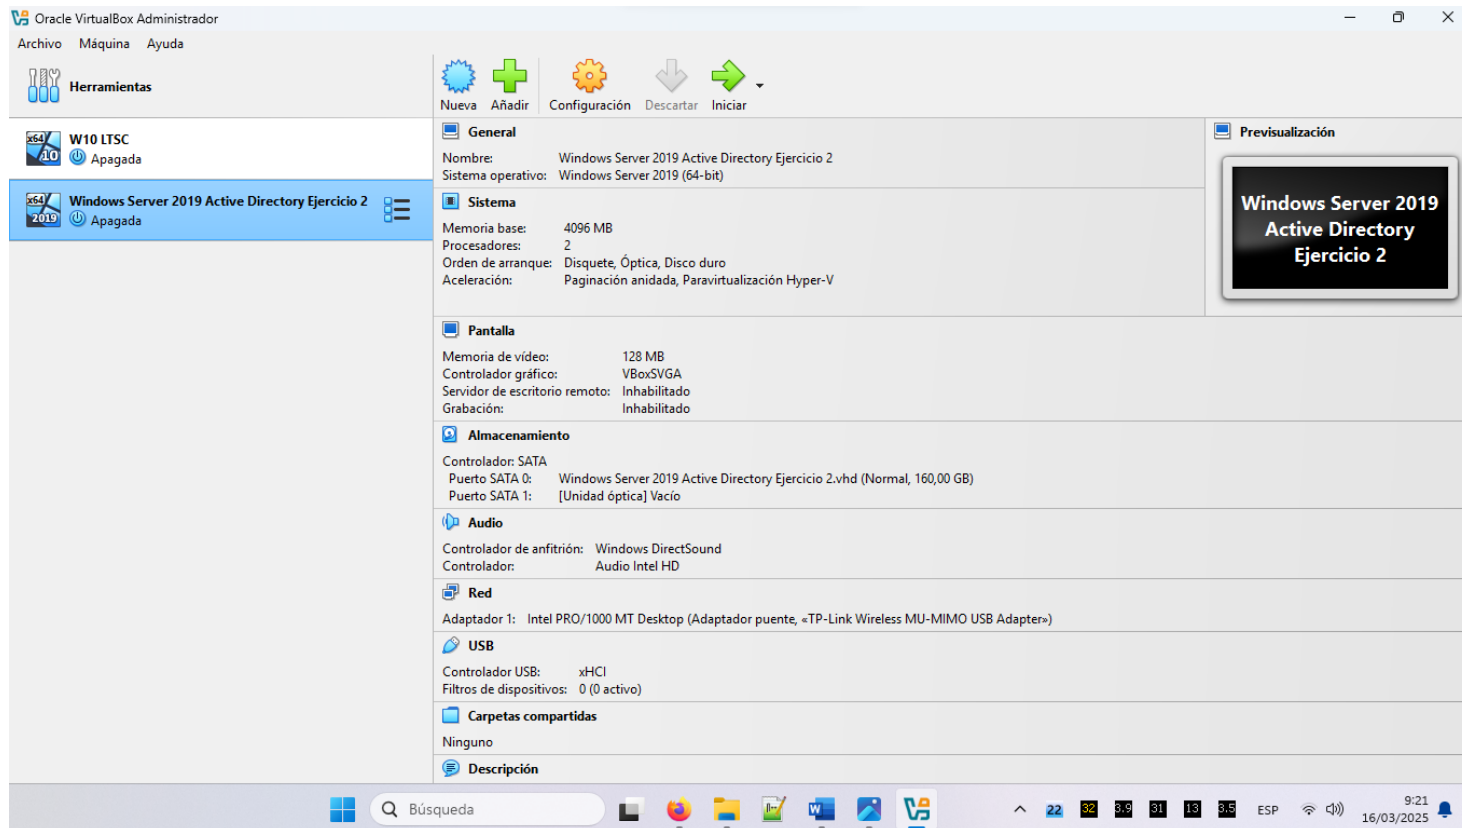 Oracle VirtualBox Administrador
Archivo Máquina Ayuda
Herramientas
Nueva Añadir Configuración Descartar Iniciar
W10 LTSC
Apagada
Windows Server 2019 Active Directory Ejercicio 2
Apagada
General
Nombre: Windows Server 2019 Active Directory Ejercicio 2
Sistema operativo: Windows Server 2019 (64-bit)
Sistema
Memoria base: 4096 MB
Procesadores: 2
Orden de arranque: Disquete, Óptica, Disco duro
Aceleración: Paginación anidada, Paravirtualización Hyper-V
Previsualización
Windows Server 2019
Active Directory
Ejercicio 2
Pantalla
Memoria de vídeo: 128 MB
Controlador gráfico: VBoxSVGA
Servidor de escritorio remoto: Inhabilitado
Grabación: Inhabilitado
Almacenamiento
Controlador: SATA
Puerto SATA 0: Windows Server 2019 Active Directory Ejercicio 2.vhd (Normal, 160,00 GB)
Puerto SATA 1: [Unidad óptica] Vacío
Audio
Controlador de anfitrión: Windows DirectSound
Controlador: Audio Intel HD
Red
Adaptador 1: Intel PRO/1000 MT Desktop (Adaptador puente, «TP-Link Wireless MU-MIMO USB Adapter»)
USB
Controlador USB: xHCI
Filtros de dispositivos: 0 (0 activo)
Carpetas compartidas
Ninguno
Descripción
Búsqueda
22 32 3.9 31 13 3.5 ESP
9:21
16/03/2025
x64
10
x64
2019